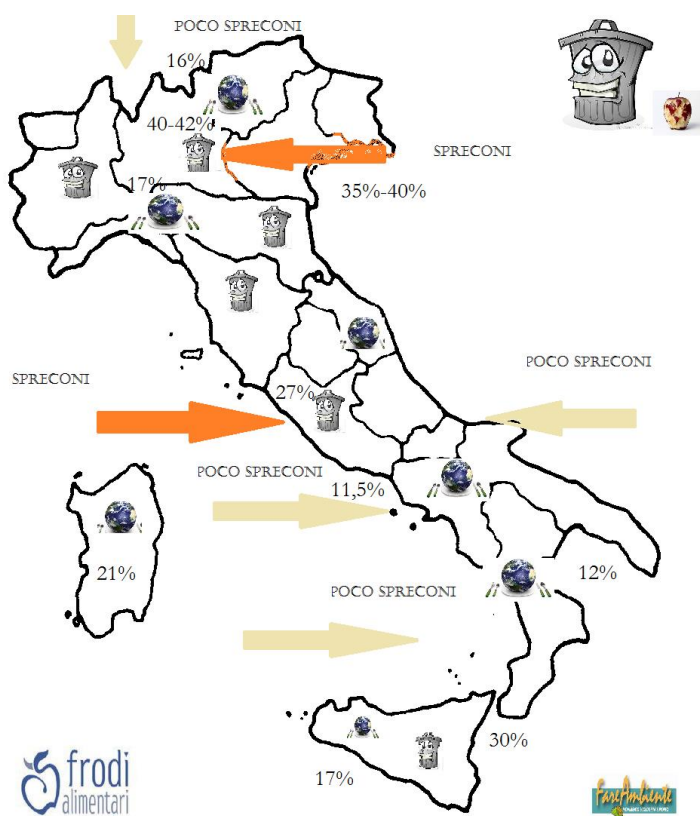 POCO SPRECONI
16%
40-42%
SPRECONI
17%
35%-40%
POCO SPRECONI
SPRECONI
27%
POCO SPRECONI
11,5%
21%
12%
POCO SPRECONI
30%
17%
frodi
alimentari
FareAmbiente